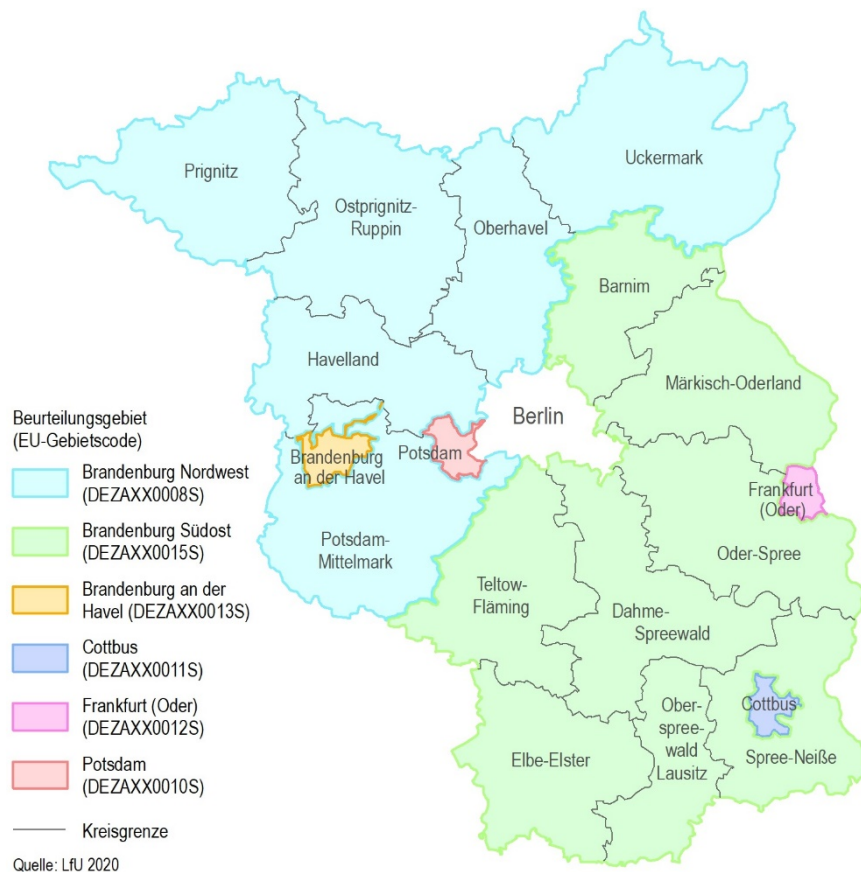 Prignitz
Uckermark
Ostprignitz-
Ruppin
Oberhavel
Barnim
Havelland
Märkisch-Oderland
Berlin
Potsdam
Brandenburg
an der Havel
Frankfurt
(Oder)
Potsdam-
Mittelmark
Oder-Spree
Teltow-
Fläming
Dahme-
Spreewald
Cottbus
Ober-
spree-
wald
Lausitz
Elbe-Elster
Spree-Neiße
Beurteilungsgebiet
(EU-Gebietscode)
Brandenburg Nordwest
(DEZAXX0008S)
Brandenburg Südost
(DEZAXX0015S)
Brandenburg an der
Havel (DEZAXX0013S)
Cottbus
(DEZAXX0011S)
Frankfurt (Oder)
(DEZAXX0012S)
Potsdam
(DEZAXX0010S)
Kreisgrenze
Quelle: LfU 2020